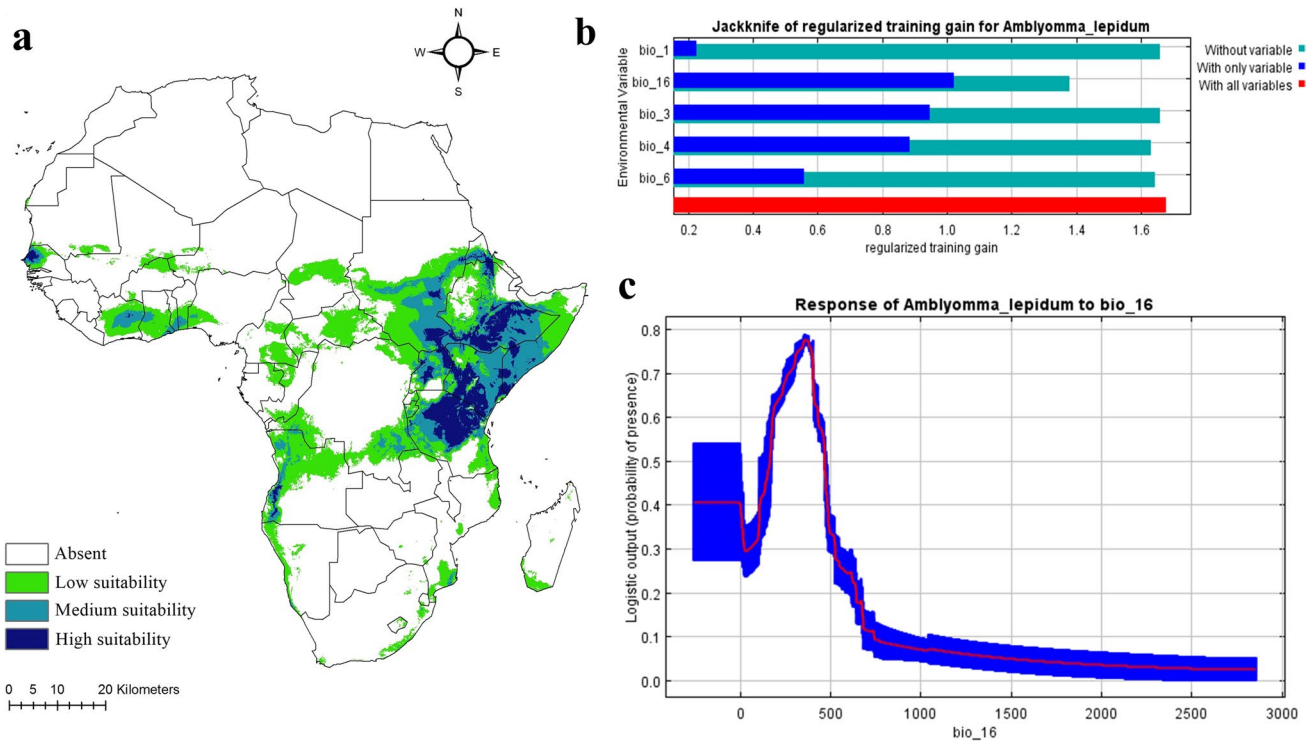 a
N
W
E
S
Absent
Low suitability
Medium suitability
High suitability
0 5 10 20 Kilometers
b
Jackknife of regularized training gain for Amblyomma_lepidum
Environmental Variable
bio_1
bio_16
bio_3
bio_4
bio_6
0.2 0.4 0.6 0.8 1.0 1.2 1.4 1.6
regularized training gain
Without variable
With only variable
With all variables
c
Response of Amblyomma_lepidum to bio_16
Logistic output (probability of presence)
0.8
0.7
0.6
0.5
0.4
0.3
0.2
0.1
0.0
0 500 1000 1500 2000 2500 3000
bio_16